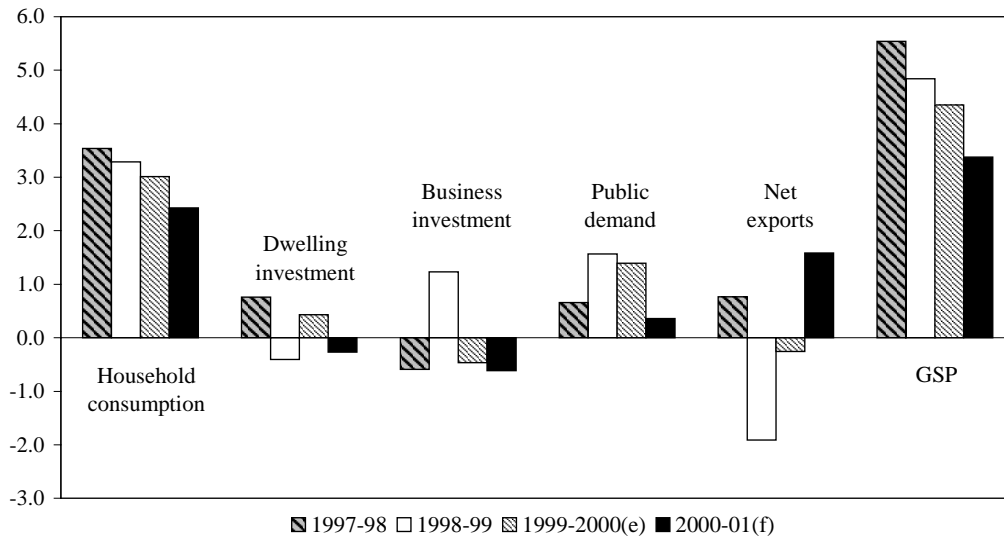 6.0
5.0
4.0
3.0
2.0
1.0
0.0
-1.0
-2.0
-3.0
Household
consumption
Dwelling
investment
Business
investment
Public
demand
Net
exports
GSP
1997-98 1998-99 1999-2000(e) 2000-01(f)